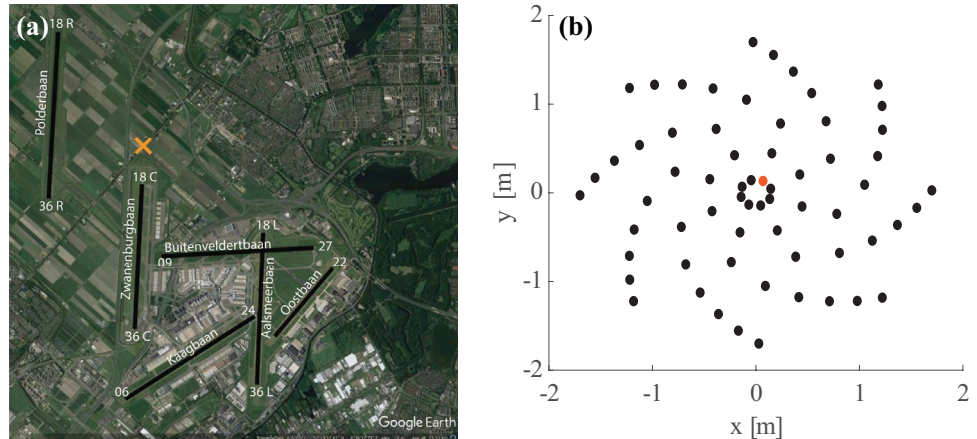 (a)
18 R
Polderbaan
36 R
18 C
Zwanenburgbaan
36 C
18 L
Buitenveldertbaan
09
27
22
Aalsmeerbaan
Oostbaan
24
Kaagbaan
06
36 L
Google Earth
(b)
2
1
0
-1
-2
y [m]
-2
-1
0
1
2
x [m]